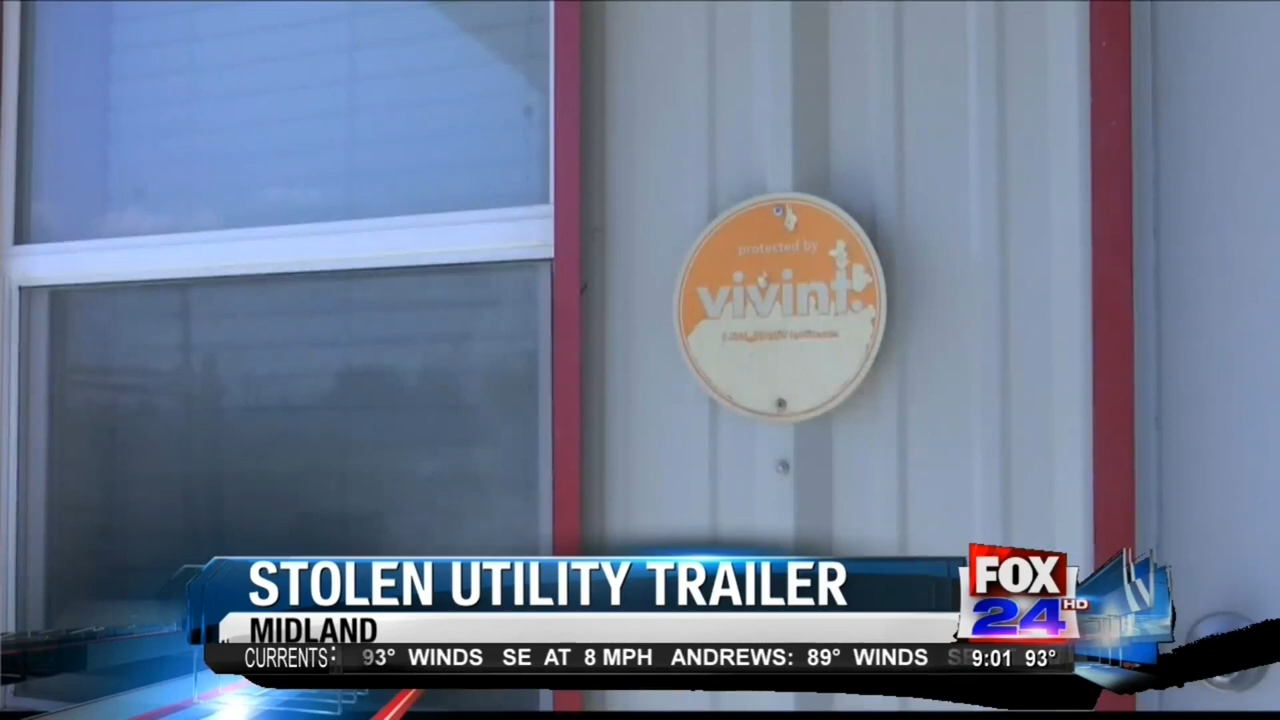 protected by
vivint.
STOLEN UTILITY TRAILER
MIDLAND
FOX
24 HD
CURRENTS: 93° WINDS SE AT 8 MPH ANDREWS: 89° WINDS
9:01 93°